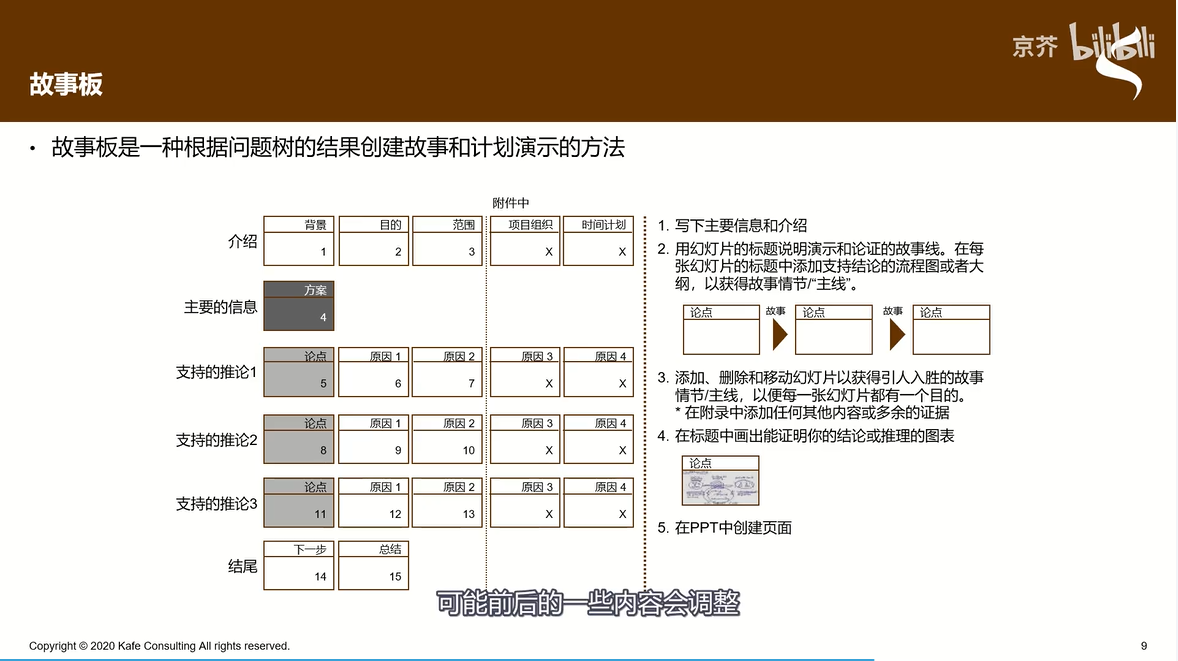 京芥 bilibili
故事板
• 故事板是一种根据问题树的结果创建故事和计划演示的方法
附件中
介绍
背景 目的 范围 项目组织 时间计划
1 2 3 X X
主要的信息
方案
4
支持的推论1
论点 原因 1 原因 2 原因 3 原因 4
5 6 7 X X
支持的推论2
论点 原因 1 原因 2 原因 3 原因 4
8 9 10 X X
支持的推论3
论点 原因 1 原因 2 原因 3 原因 4
11 12 13 X X
结尾
下一步 总结
14 15
1. 写下主要信息和介绍
2. 用幻灯片的标题说明演示和论证的故事线。在每
张幻灯片的标题中添加支持结论的流程图或者大
纲，以获得故事情节/“主线”。
论点 故事 论点 故事 论点
3. 添加、删除和移动幻灯片以获得引人入胜的故事
情节/主线，以便每一张幻灯片都有一个目的。
* 在附录中添加任何其他内容或多余的证据
4. 在标题中画出能证明你的结论或推理的图表
论点
5. 在PPT中创建页面
可能前后的一些内容会调整
Copyright © 2020 Kafe Consulting All rights reserved.
9